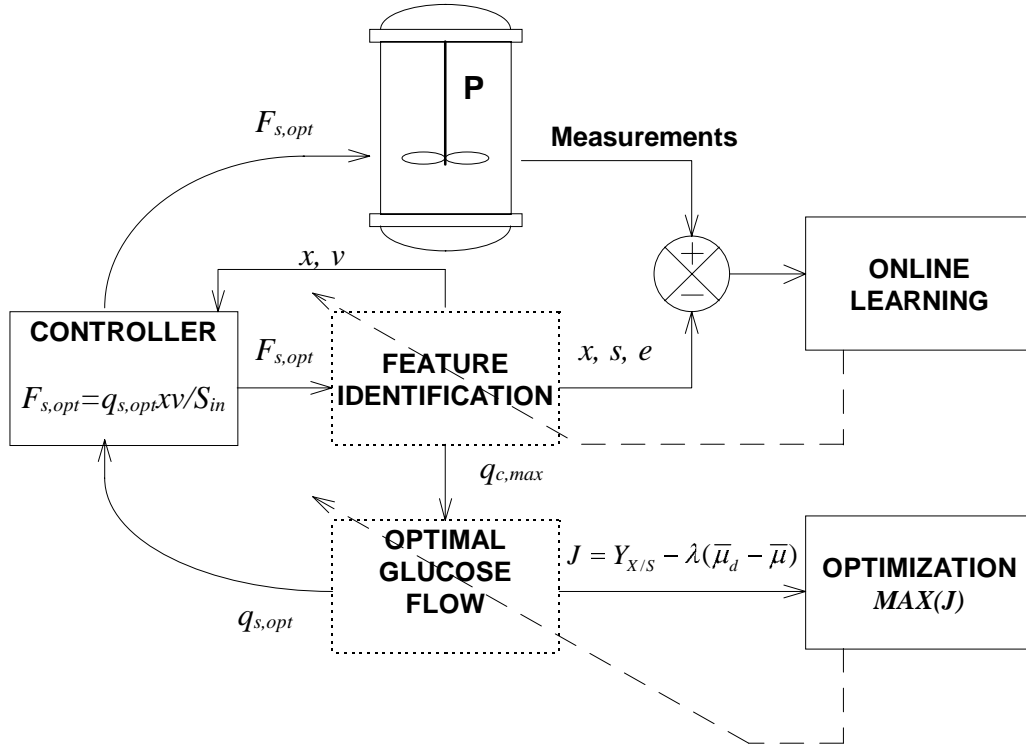 P
F_{s,opt}
Measurements
x, v
+
−
ONLINE
LEARNING
CONTROLLER
F_{s,opt}=q_{s,opt}xv/S_{in}
F_{s,opt}
FEATURE
IDENTIFICATION
x, s, e
q_{c,max}
OPTIMAL
GLUCOSE
FLOW
J = Y_{X/S} − λ(μ̅_d − μ̅)
OPTIMIZATION
MAX(J)
q_{s,opt}